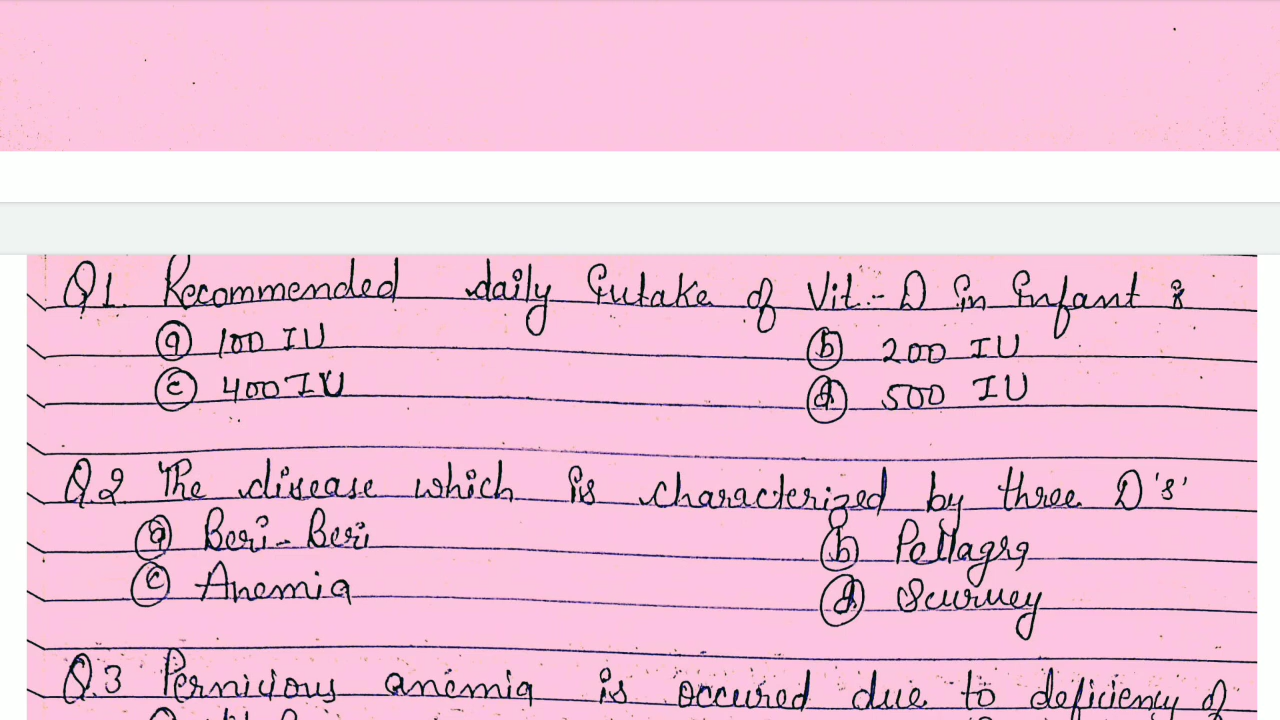 Q1. Recommended daily Intake of Vit.- D in Infant is
(a) 100 IU (b) 200 IU
(c) 400 IU (d) 500 IU
Q.2 The disease which is characterized by three D's'
(a) Beri-Beri (b) Pellagra
(c) Anemia (d) Scurvey
Q.3 Pernicious anemia is occured due to deficiency of